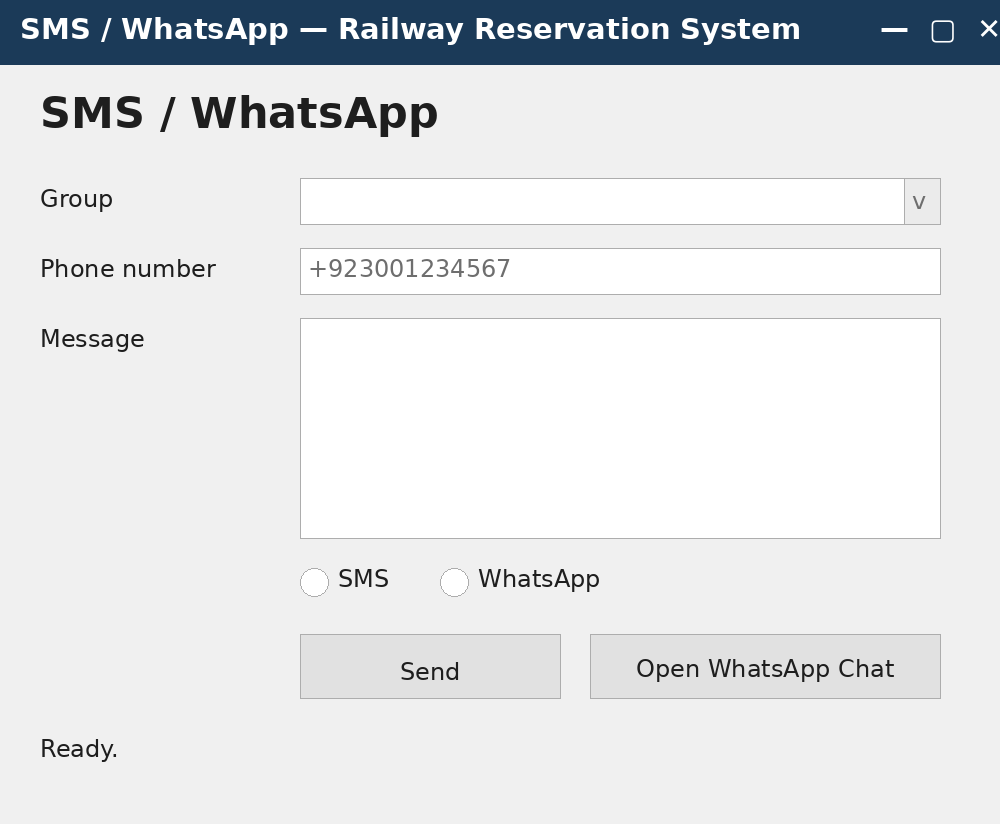 SMS / WhatsApp — Railway Reservation System
SMS / WhatsApp
Group
v
Phone number
+923001234567
Message
SMS
WhatsApp
Send
Open WhatsApp Chat
Ready.